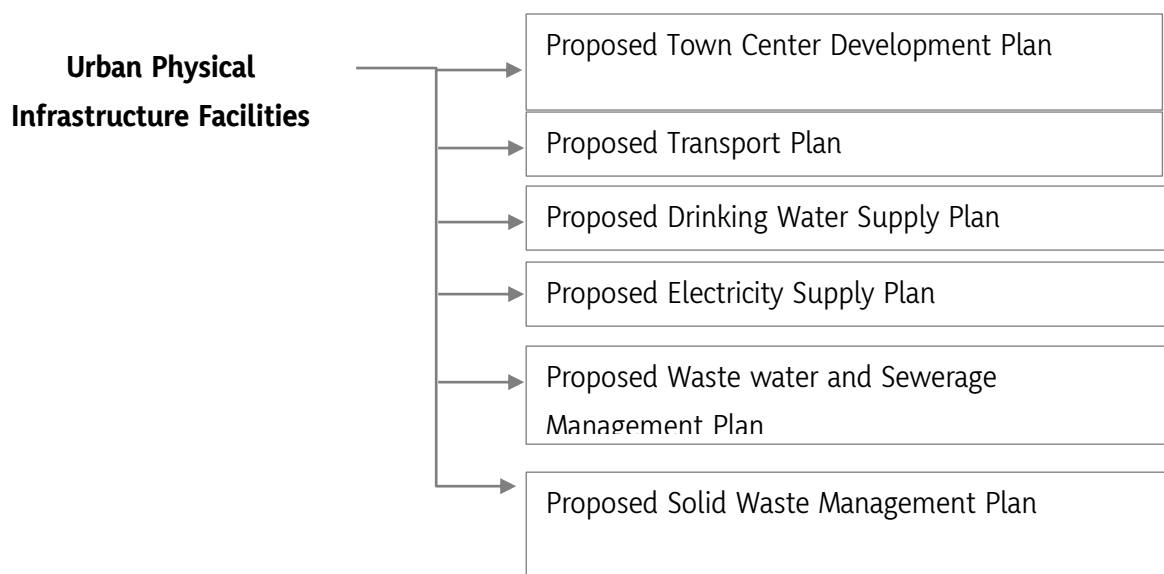 Urban Physical
Infrastructure Facilities
Proposed Town Center Development Plan
Proposed Transport Plan
Proposed Drinking Water Supply Plan
Proposed Electricity Supply Plan
Proposed Waste water and Sewerage
Management Plan
Proposed Solid Waste Management Plan